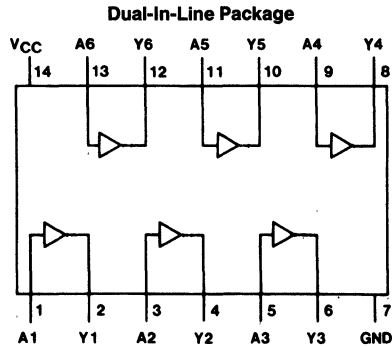 Dual-In-Line Package
VCC A6 Y6 A5 Y5 A4 Y4
14 13 12 11 10 9 8
1 2 3 4 5 6 7
A1 Y1 A2 Y2 A3 Y3 GND